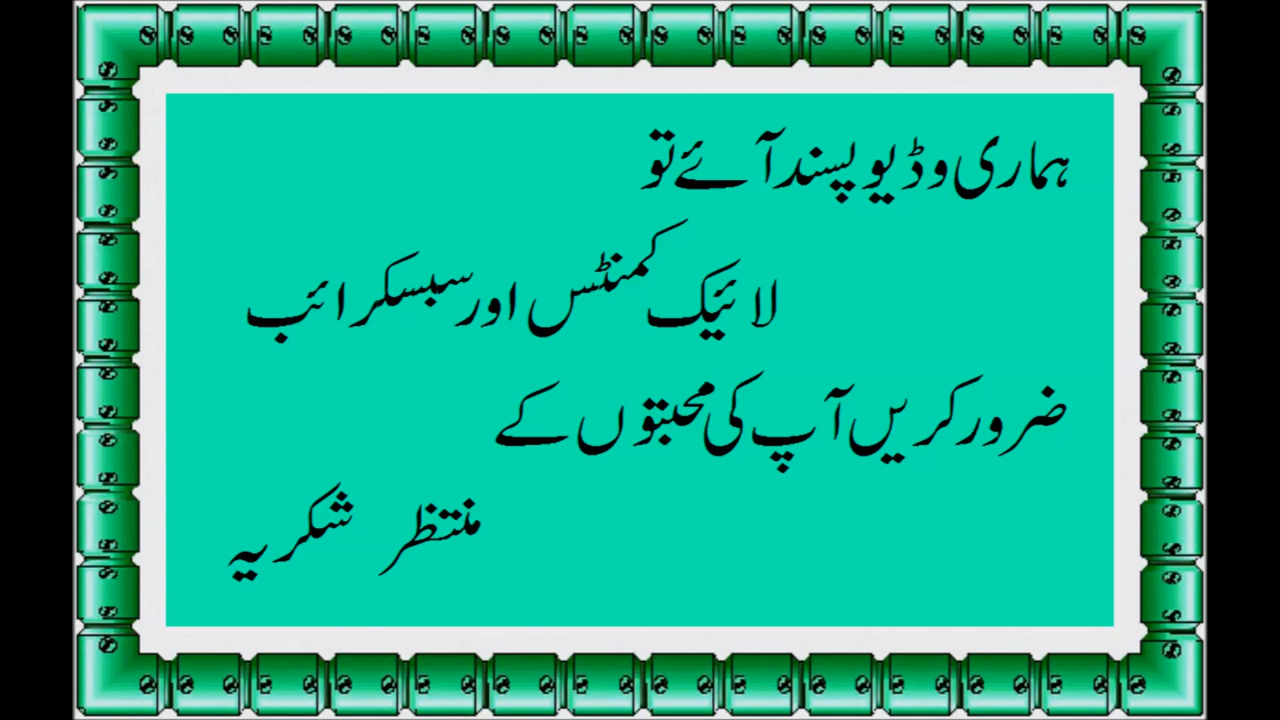 ہماری وڈیو پسند آئے تو
لائیک کمنٹس اور سبسکرائب
ضرور کریں آپ کی محبتوں کے
منتظر شکریہ